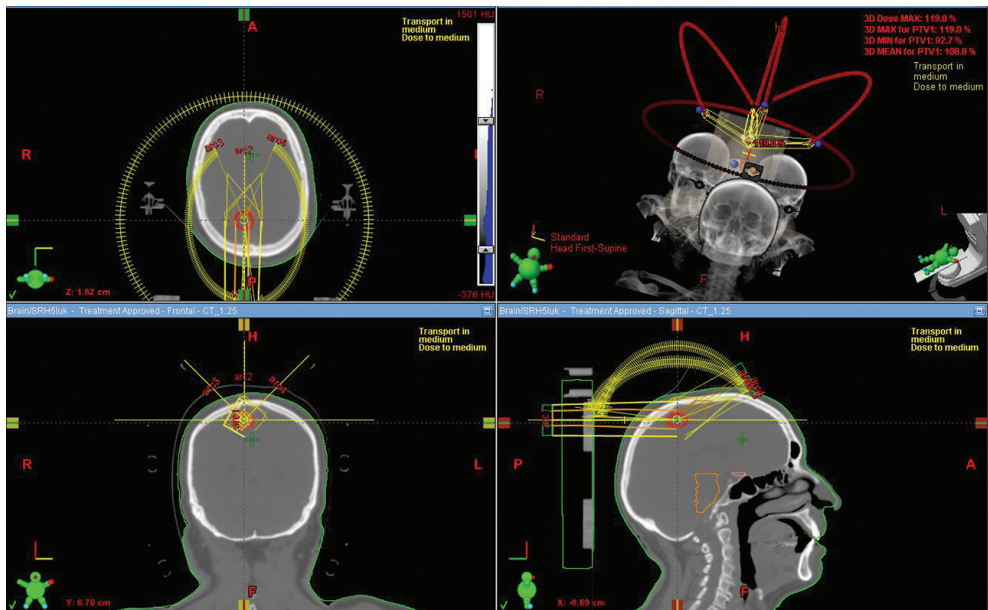 A
1501 HU
Transport in
medium
Dose to medium
R
arc3
arc2
arc4
P
Z: 1.82 cm
-376 HU
H
3D Dose MAX: 119.0 %
3D MAX for PTV1: 119.0 %
3D MIN for PTV1: 92.7 %
3D MEAN for PTV1: 108.8 %
Transport in
medium
Dose to medium
R
119.0 %
L
Standard
Head First-Supine
F
Brain/SRH5luk - Treatment Approved - Frontal - CT_1.25
H
Transport in
medium
Dose to medium
arc3
arc2
arc4
R
L
F
Y: 6.70 cm
Brain/SRH5luk - Treatment Approved - Sagittal - CT_1.25
H
Transport in
medium
Dose to medium
P
A
F
X: -0.89 cm